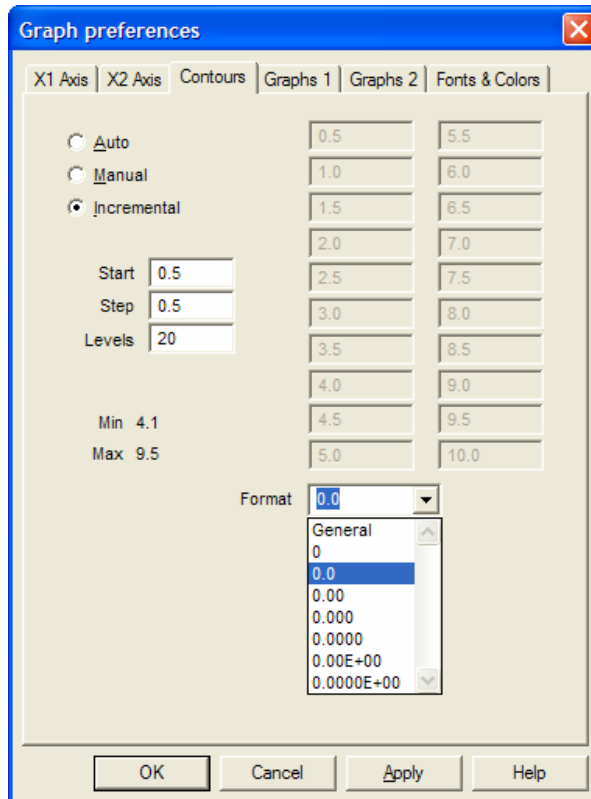 Graph preferences
X1 Axis X2 Axis Contours Graphs 1 Graphs 2 Fonts & Colors
Auto
Manual
Incremental
Start 0.5
Step 0.5
Levels 20
Min 4.1
Max 9.5
0.5 5.5
1.0 6.0
1.5 6.5
2.0 7.0
2.5 7.5
3.0 8.0
3.5 8.5
4.0 9.0
4.5 9.5
5.0 10.0
Format 0.0
General
0
0.0
0.00
0.000
0.0000
0.00E+00
0.0000E+00
OK Cancel Apply Help